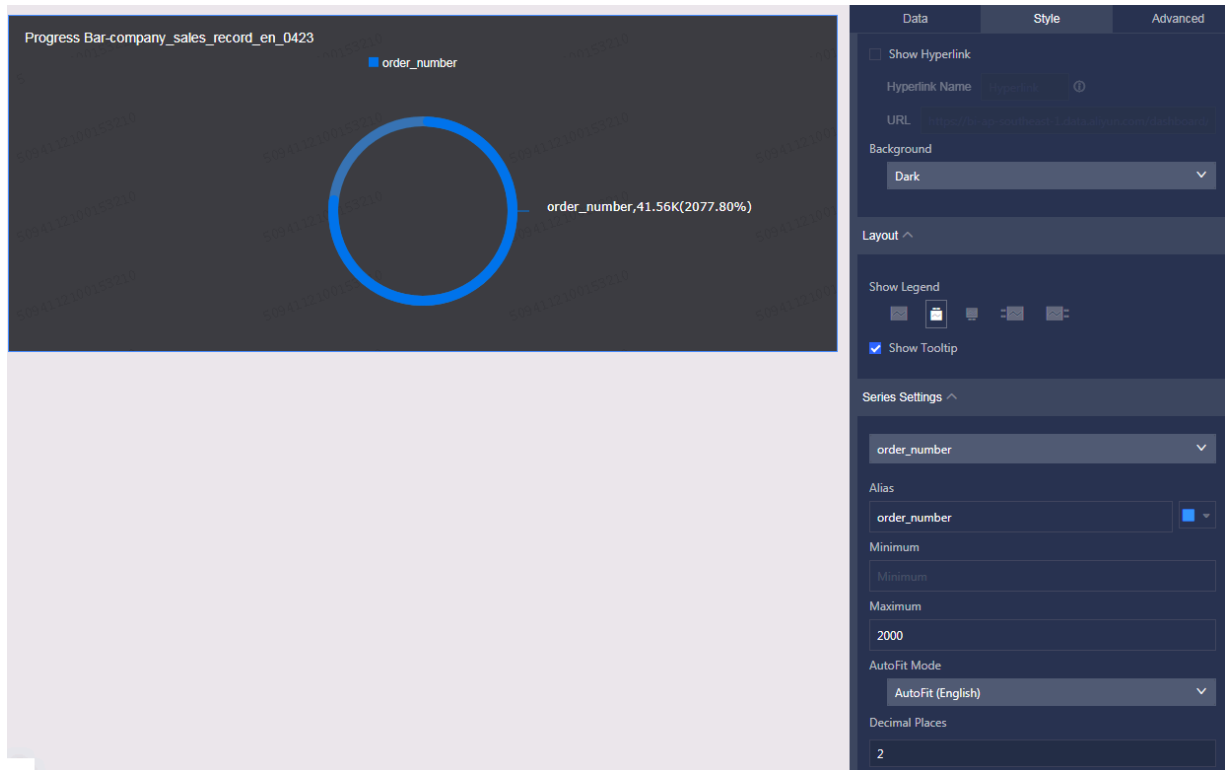 Progress Bar-company_sales_record_en_0423
order_number
order_number,41.56K(2077.80%)
Data
Style
Advanced
Show Hyperlink
Hyperlink Name
Hyperlink
URL
Background
Dark
Layout
Show Legend
Show Tooltip
Series Settings
order_number
Alias
order_number
Minimum
Minimum
Maximum
2000
AutoFit Mode
AutoFit (English)
Decimal Places
2